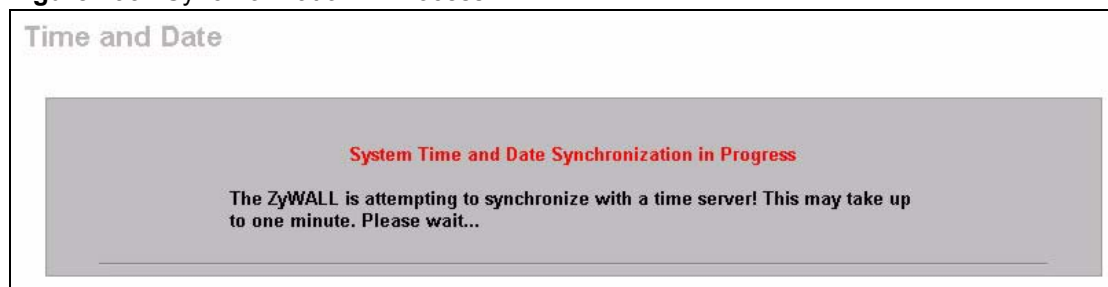 Time and Date
System Time and Date Synchronization in Progress
The ZyWALL is attempting to synchronize with a time server! This may take up
to one minute. Please wait...